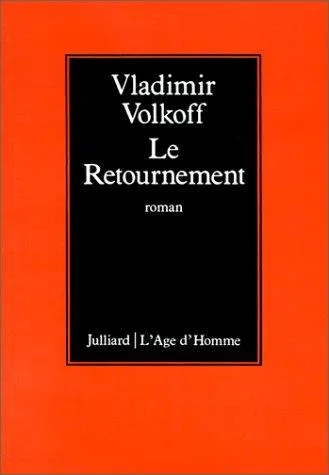 Vladimir
Volkoff
Le
Retournement
roman
Julliard | L'Age d'Homme